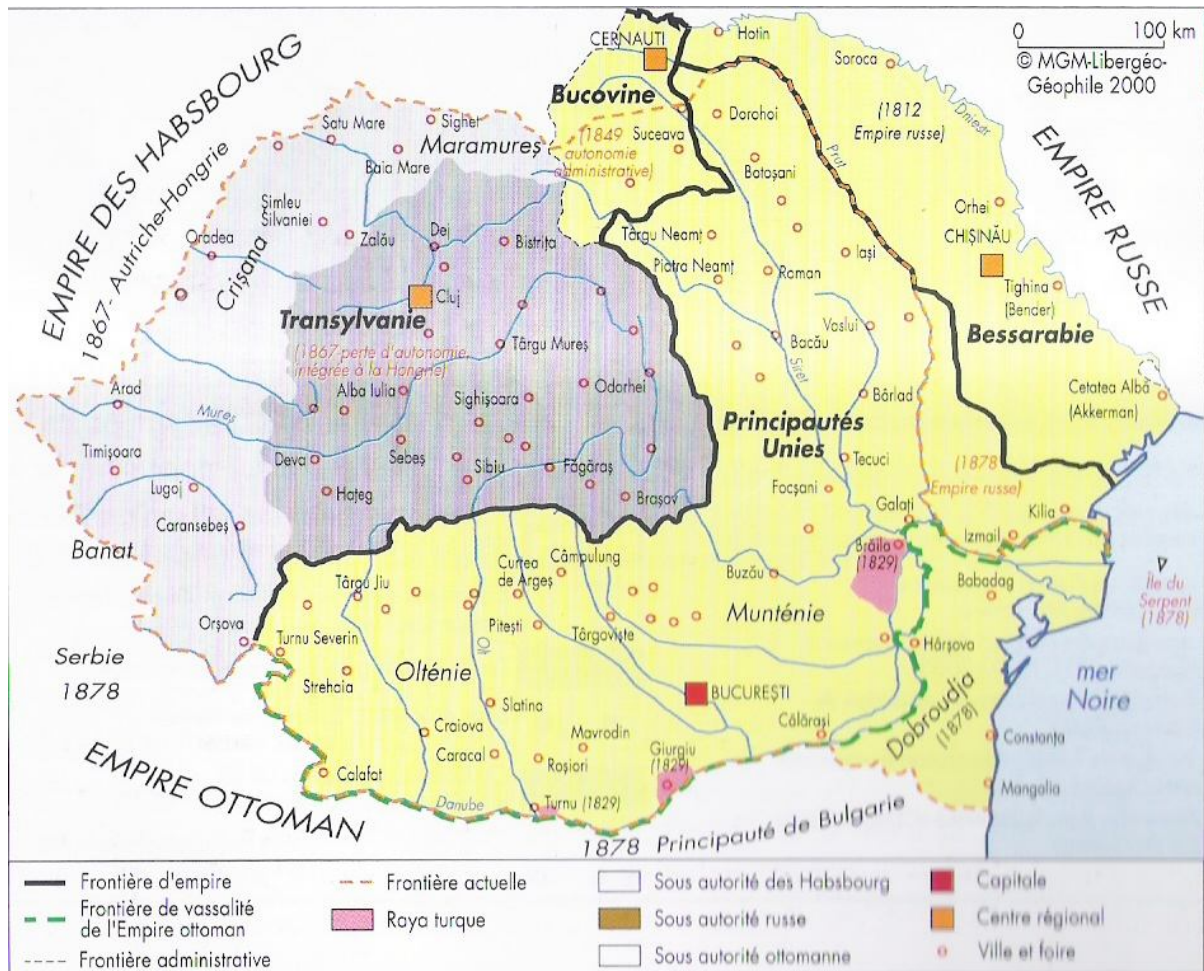 EMPIRE DES HABSBOURG
1867- Autriche-Hongrie
CERNAUTI
Hotin
Soroca
0 100 km
© MGM-Libergéo-
Géophile 2000
Bucovine
Dorohoi
(1812
Empire russe)
Dniestr
EMPIRE RUSSE
Satu Mare
Sighet
Maramureș
Baia Mare
Suceava
(1849
autonomie
administrative)
Prut
Botoșani
Șimleu
Silvaniei
Zalău
Dej
Bistrița
Târgu Neamț
Piatra Neamț
Roman
Iași
Orhei
CHIȘINĂU
Tighina
(Bender)
Oradea
Crișana
Cluj
Transylvanie
(1867-perte d'autonomie,
intégrée à la Hongrie)
Târgu Mureș
Bacău
Vaslui
Bessarabie
Siret
Arad
Mureș
Alba Iulia
Sighișoara
Odorhei
Bârlad
Cetatea Albă
(Akkerman)
Principautés
Unies
Timișoara
Lugoj
Deva
Sebeș
Sibiu
Făgăraș
Brașov
Tecuci
(1878
Empire russe)
Hațeg
Focșani
Galați
Kilia
Izmail
Caransebeș
Banat
Târgu Jiu
Curtea
de Argeș
Câmpulung
Buzău
Brăila
(1829)
Babadag
Île du
Serpent
(1878)
Orșova
Turnu Severin
Pitești
Târgoviște
Munténie
Hârșova
Serbie
1878
Strehaia
Olténie
Olt
BUCUREȘTI
mer
Noire
Slatina
Craiova
Mavrodin
Călărași
Dobroudja
(1878)
Constanța
Caracal
Roșiori
Giurgiu
(1829)
Mangalia
EMPIRE OTTOMAN
Calafat
Danube
Turnu (1829)
1878 Principauté de Bulgarie
Frontière d'empire
Frontière de vassalité
de l'Empire ottoman
Frontière administrative
Frontière actuelle
Raya turque
Sous autorité des Habsbourg
Sous autorité russe
Sous autorité ottomanne
Capitale
Centre régional
Ville et foire